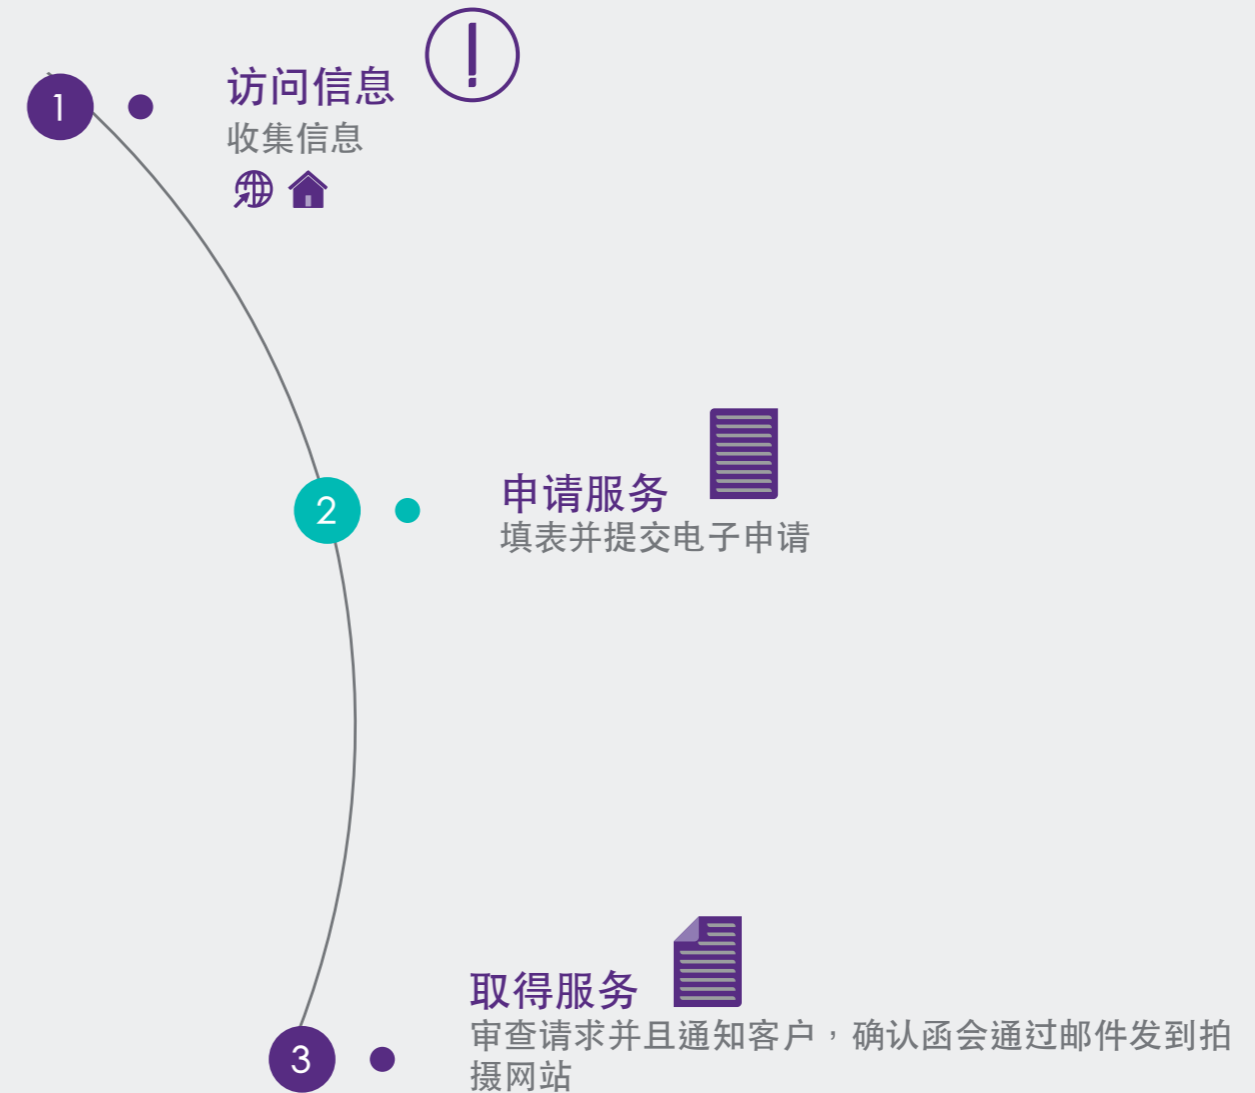 1
访问信息
收集信息
2
申请服务
填表并提交电子申请
3
取得服务
审查请求并且通知客户，确认函会通过邮件发到拍
摄网站